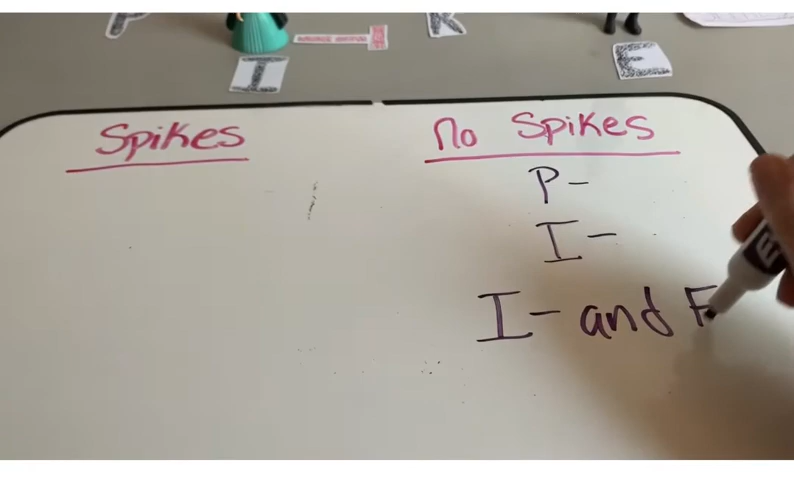 P
K
I
E
Spikes
No Spikes
P-
I-
I- and